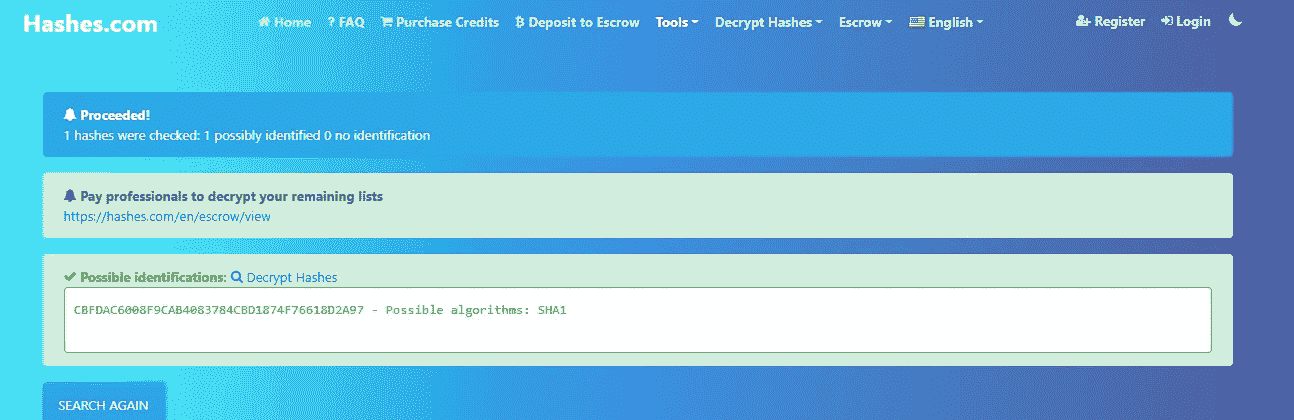 Hashes.com
Home ? FAQ Purchase Credits Deposit to Escrow Tools Decrypt Hashes Escrow English Register Login
Proceeded!
1 hashes were checked: 1 possibly identified 0 no identification
Pay professionals to decrypt your remaining lists
https://hashes.com/en/escrow/view
Possible identifications: Decrypt Hashes
CBFDAC6008F9CAB4083784CBD1874F76618D2A97 - Possible algorithms: SHA1
SEARCH AGAIN